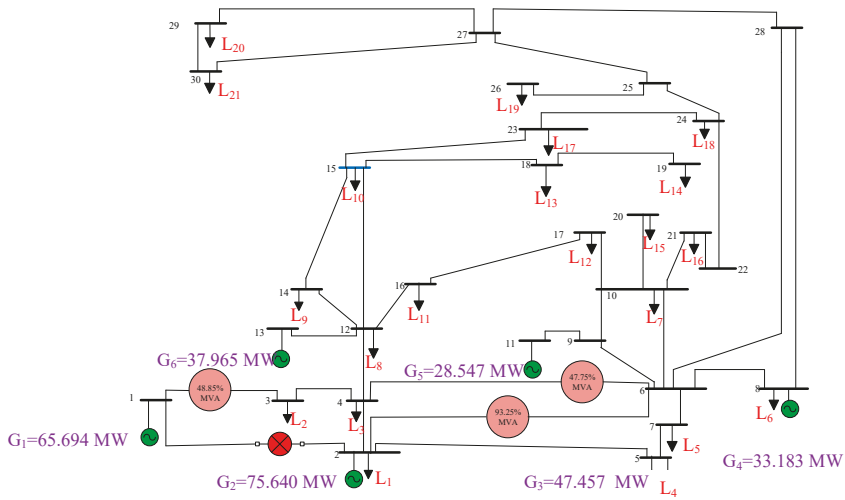 29
L20
30
L21
27
28
26
L19
25
24
L18
23
L17
18
L13
19
L14
15
L10
17
L12
20
L15
21
L16
22
16
L11
14
L9
10
L7
13
12
L8
11
9
G6=37.965 MW
G5=28.547 MW
48.85%
MVA
47.75%
MVA
93.25%
MVA
1
3
L2
4
L3
6
8
L6
7
L5
G1=65.694 MW
2
L1
5
L4
G2=75.640 MW
G3=47.457 MW
G4=33.183 MW